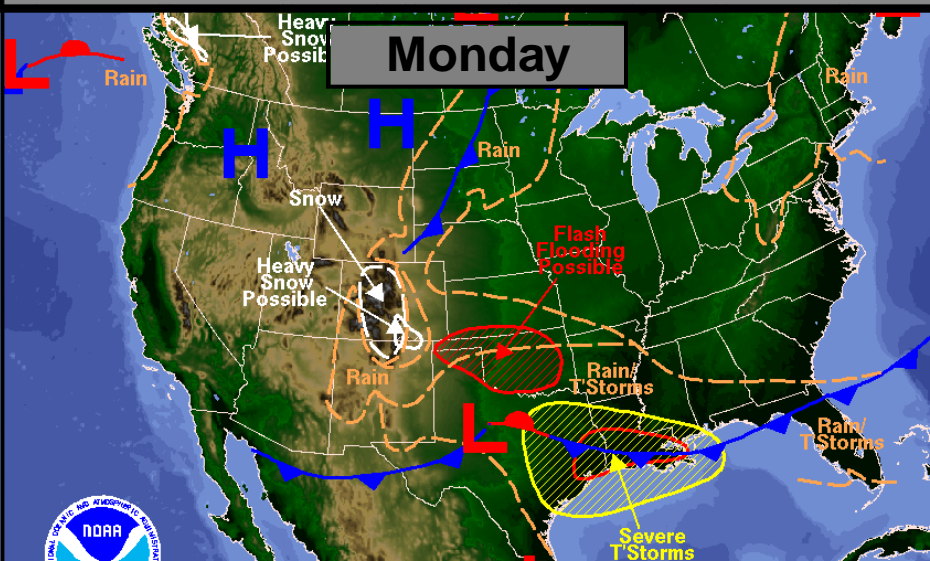 Heavy
Snow
Possib
Monday
Rain
H
H
Rain
Rain
L
Snow
Heavy
Snow
Possible
Flash
Flooding
Possible
Rain
Rain/
T'Storms
L
Rain/
T'Storms
Severe
T'Storms
NOAA